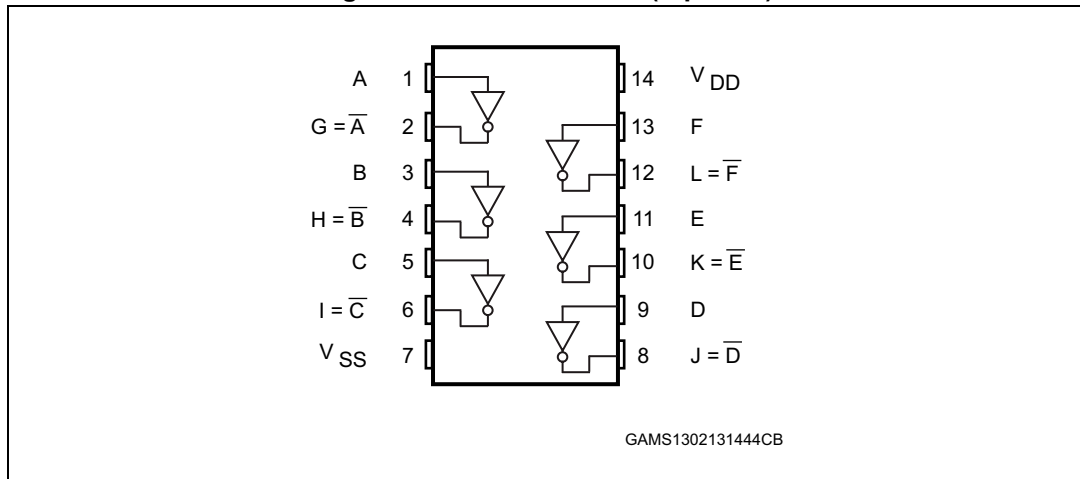 A 1 14 V DD
G = A̅ 2 13 F
B 3 12 L = F̅
H = B̅ 4 11 E
C 5 10 K = E̅
I = C̅ 6 9 D
V SS 7 8 J = D̅
GAMS1302131444CB